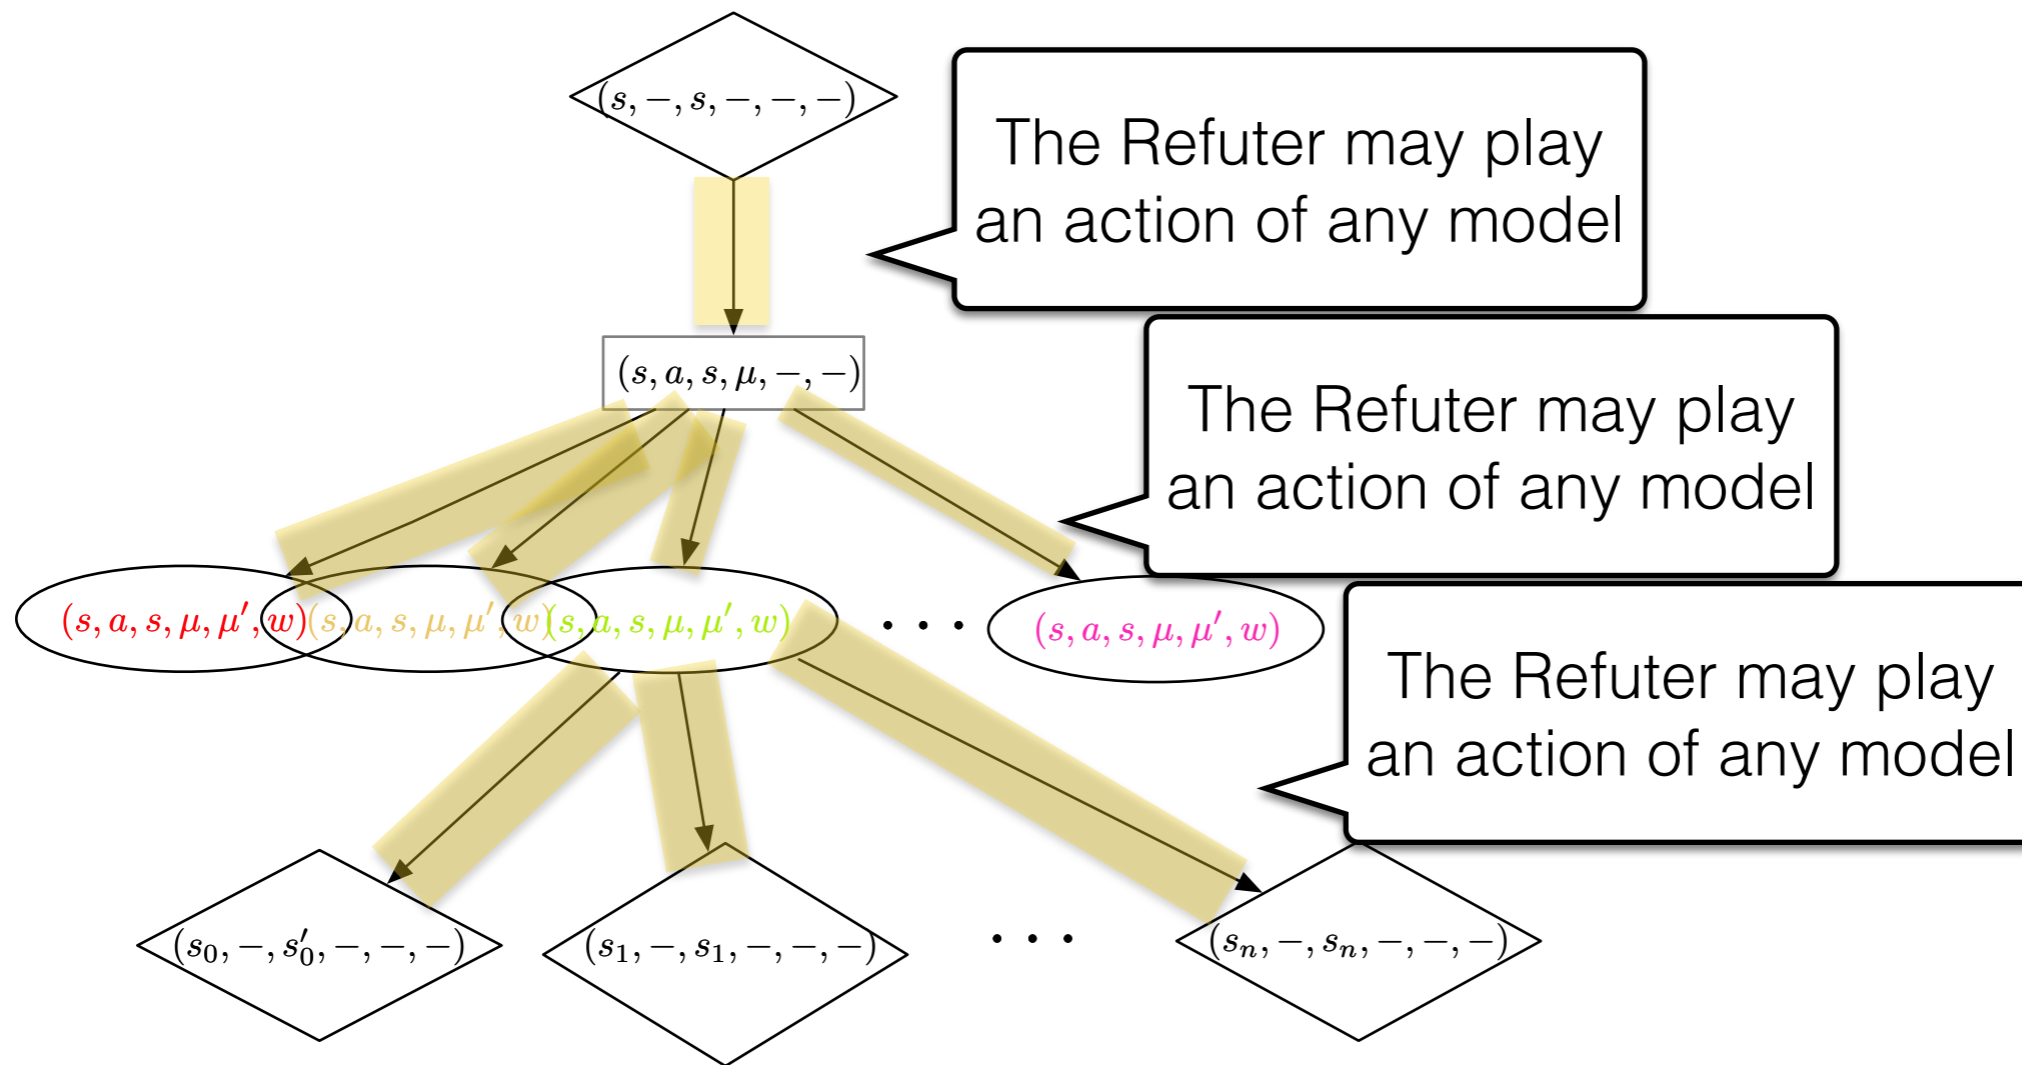 (s, −, s, −, −, −)
The Refuter may play
an action of any model
(s, a, s, μ, −, −)
The Refuter may play
an action of any model
(s, a, s, μ, μ′, w) (s, a, s, μ, μ′, w) (s, a, s, μ, μ′, w) · · · (s, a, s, μ, μ′, w)
The Refuter may play
an action of any model
(s₀, −, s′₀, −, −, −) (s₁, −, s₁, −, −, −) · · · (sₙ, −, sₙ, −, −, −)